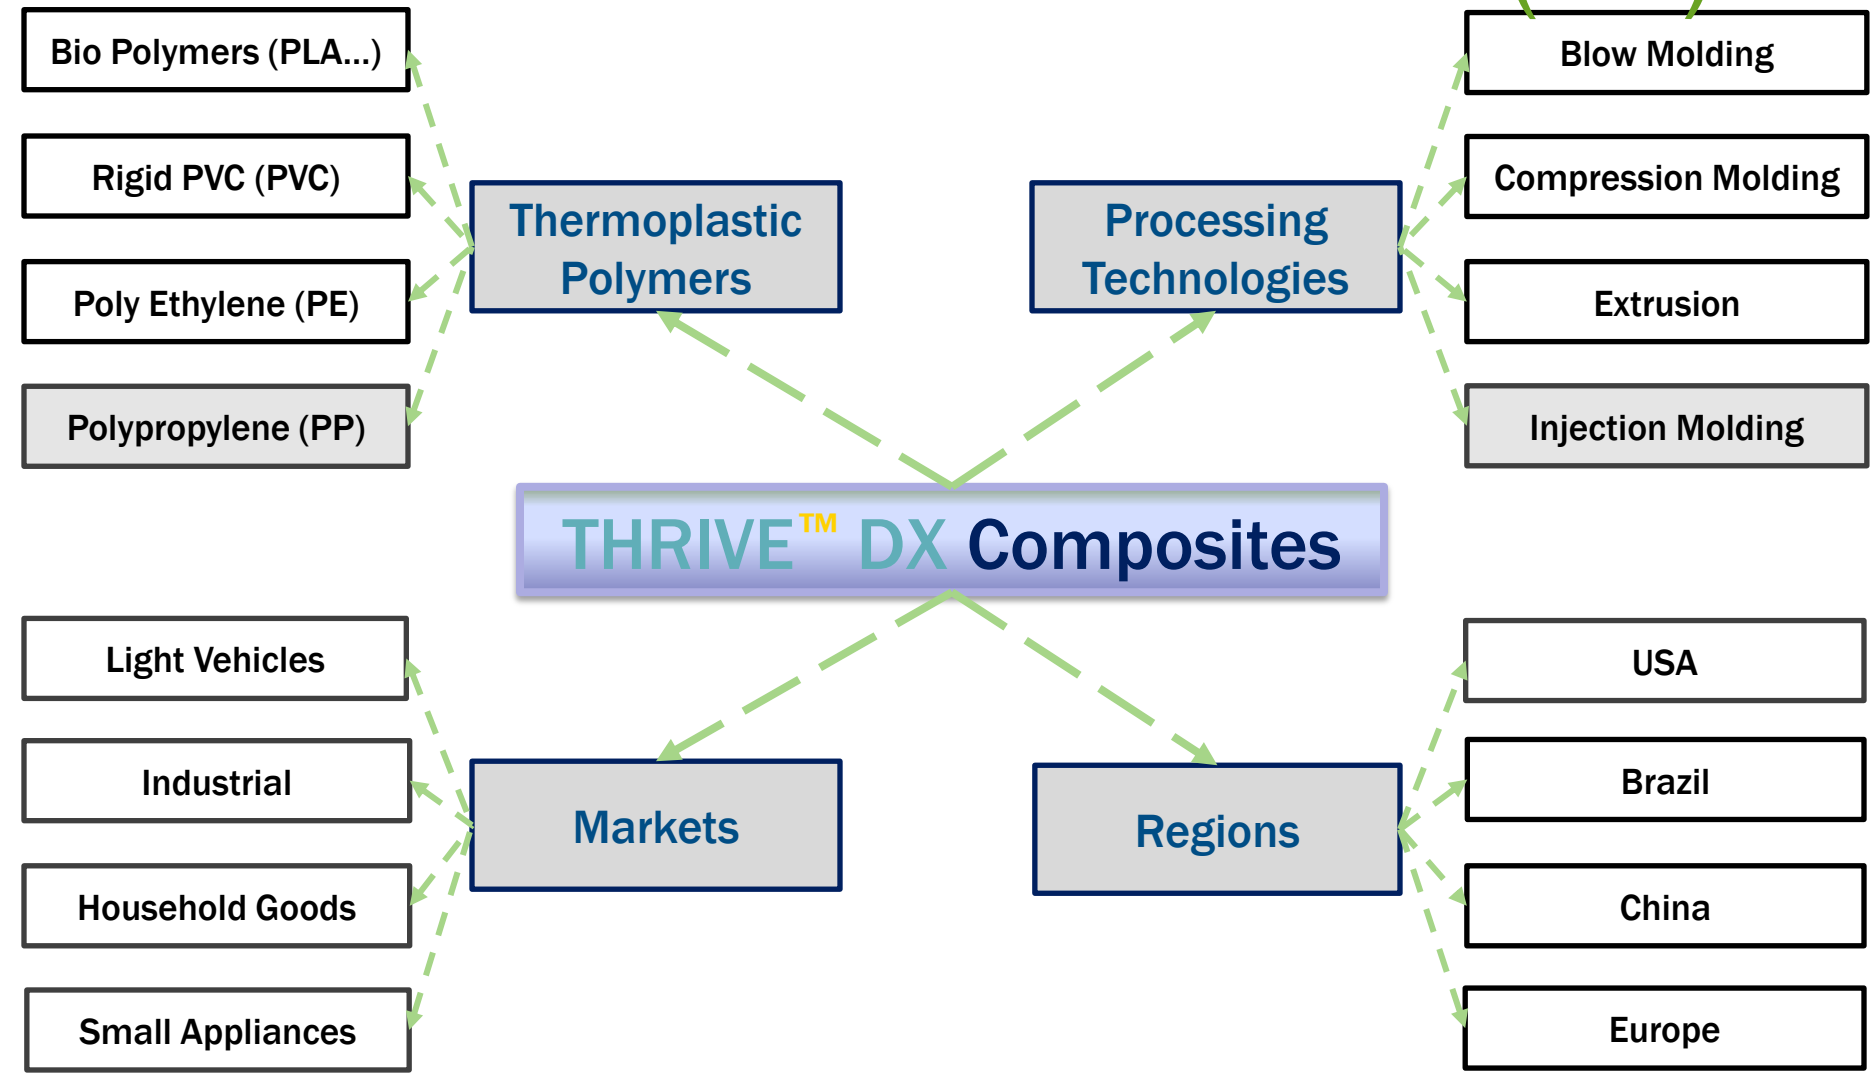 Bio Polymers (PLA...)
Rigid PVC (PVC)
Poly Ethylene (PE)
Polypropylene (PP)
Thermoplastic
Polymers
Processing
Technologies
Blow Molding
Compression Molding
Extrusion
Injection Molding
THRIVE™ DX Composites
Light Vehicles
Industrial
Household Goods
Small Appliances
Markets
Regions
USA
Brazil
China
Europe